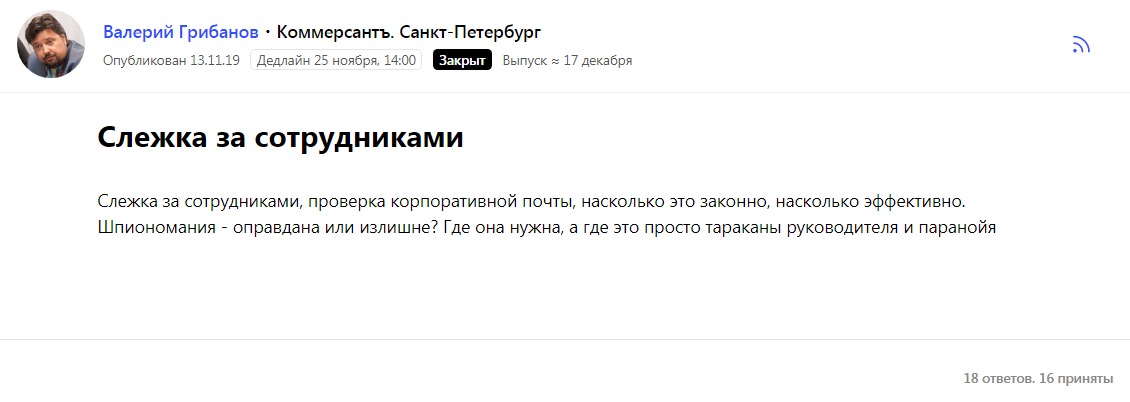 Валерий Грибанов · Коммерсантъ. Санкт-Петербург
Опубликован 13.11.19 Дедлайн 25 ноября, 14:00 Закрыт Выпуск ≈ 17 декабря
Слежка за сотрудниками
Слежка за сотрудниками, проверка корпоративной почты, насколько это законно, насколько эффективно.
Шпиономания - оправдана или излишне? Где она нужна, а где это просто тараканы руководителя и паранойя
18 ответов. 16 приняты